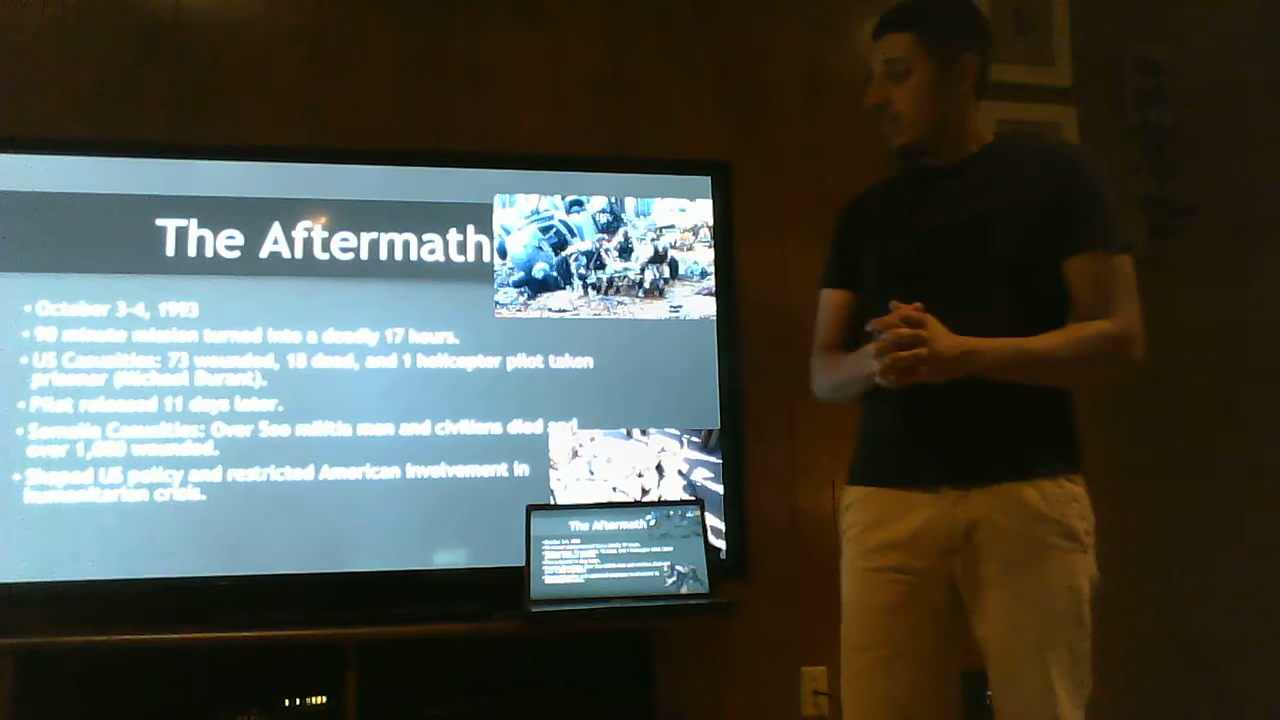 The Aftermath
• October 3-4, 1993
• 90 minute mission turned into a deadly 17 hours.
• US Casualties: 73 wounded, 18 dead, and 1 helicopter pilot taken
prisoner (Michael Durant).
• Pilot released 11 days later.
• Somalia Casualties: Over 5oo militia men and civilians died and
over 1,000 wounded.
• Shaped US policy and restricted American involvement in
humanitarian crisis.
The Aftermath